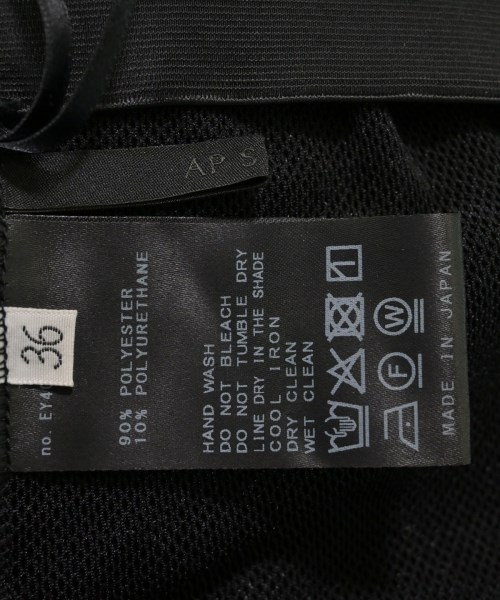 AP S
36
no. EY4
90% POLYESTER
10% POLYURETHANE
HAND WASH
DO NOT BLEACH
DO NOT TUMBLE DRY
LINE DRY IN THE SHADE
COOL IRON
DRY CLEAN
WET CLEAN
F
W
MADE IN JAPAN